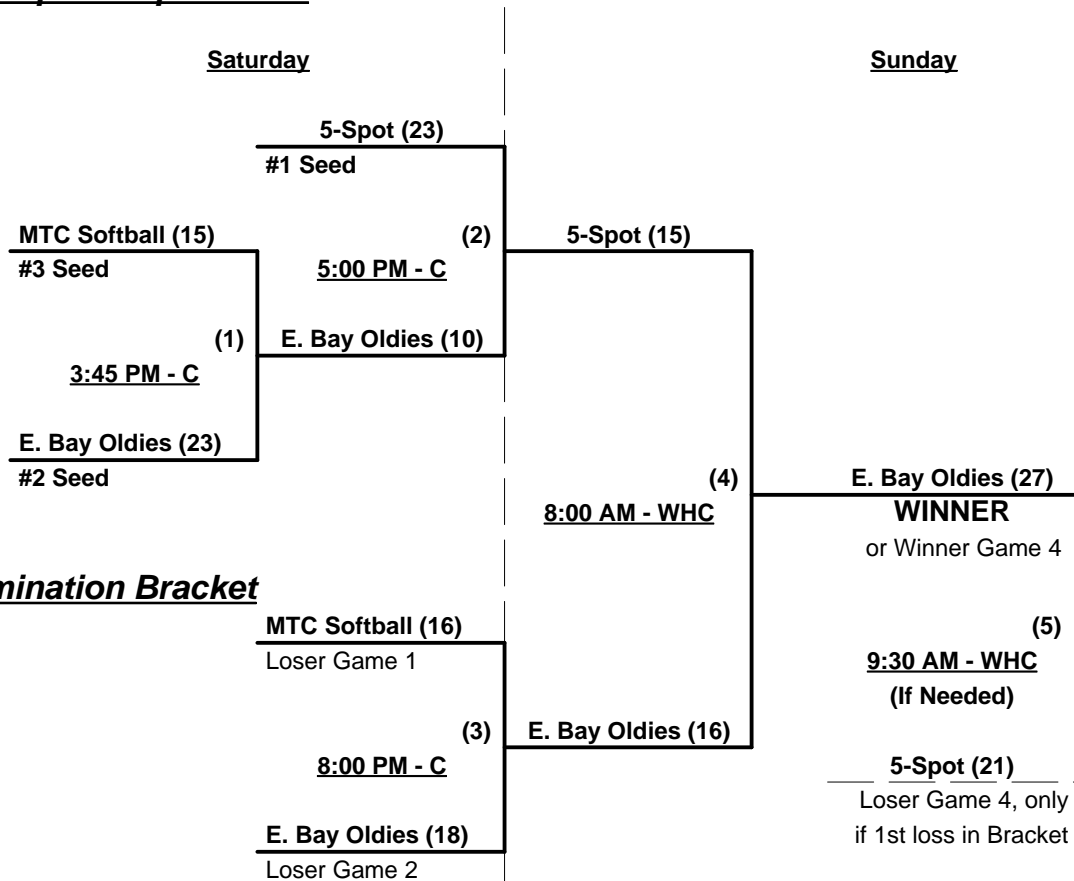 Saturday
Sunday
5-Spot (23)
#1 Seed
MTC Softball (15)
#3 Seed
(2)
5:00 PM - C
5-Spot (15)
(1)
3:45 PM - C
E. Bay Oldies (10)
E. Bay Oldies (23)
#2 Seed
(4)
8:00 AM - WHC
E. Bay Oldies (27)
WINNER
or Winner Game 4
mination Bracket
MTC Softball (16)
Loser Game 1
(5)
9:30 AM - WHC
(If Needed)
(3)
8:00 PM - C
E. Bay Oldies (16)
5-Spot (21)
Loser Game 4, only
if 1st loss in Bracket
E. Bay Oldies (18)
Loser Game 2